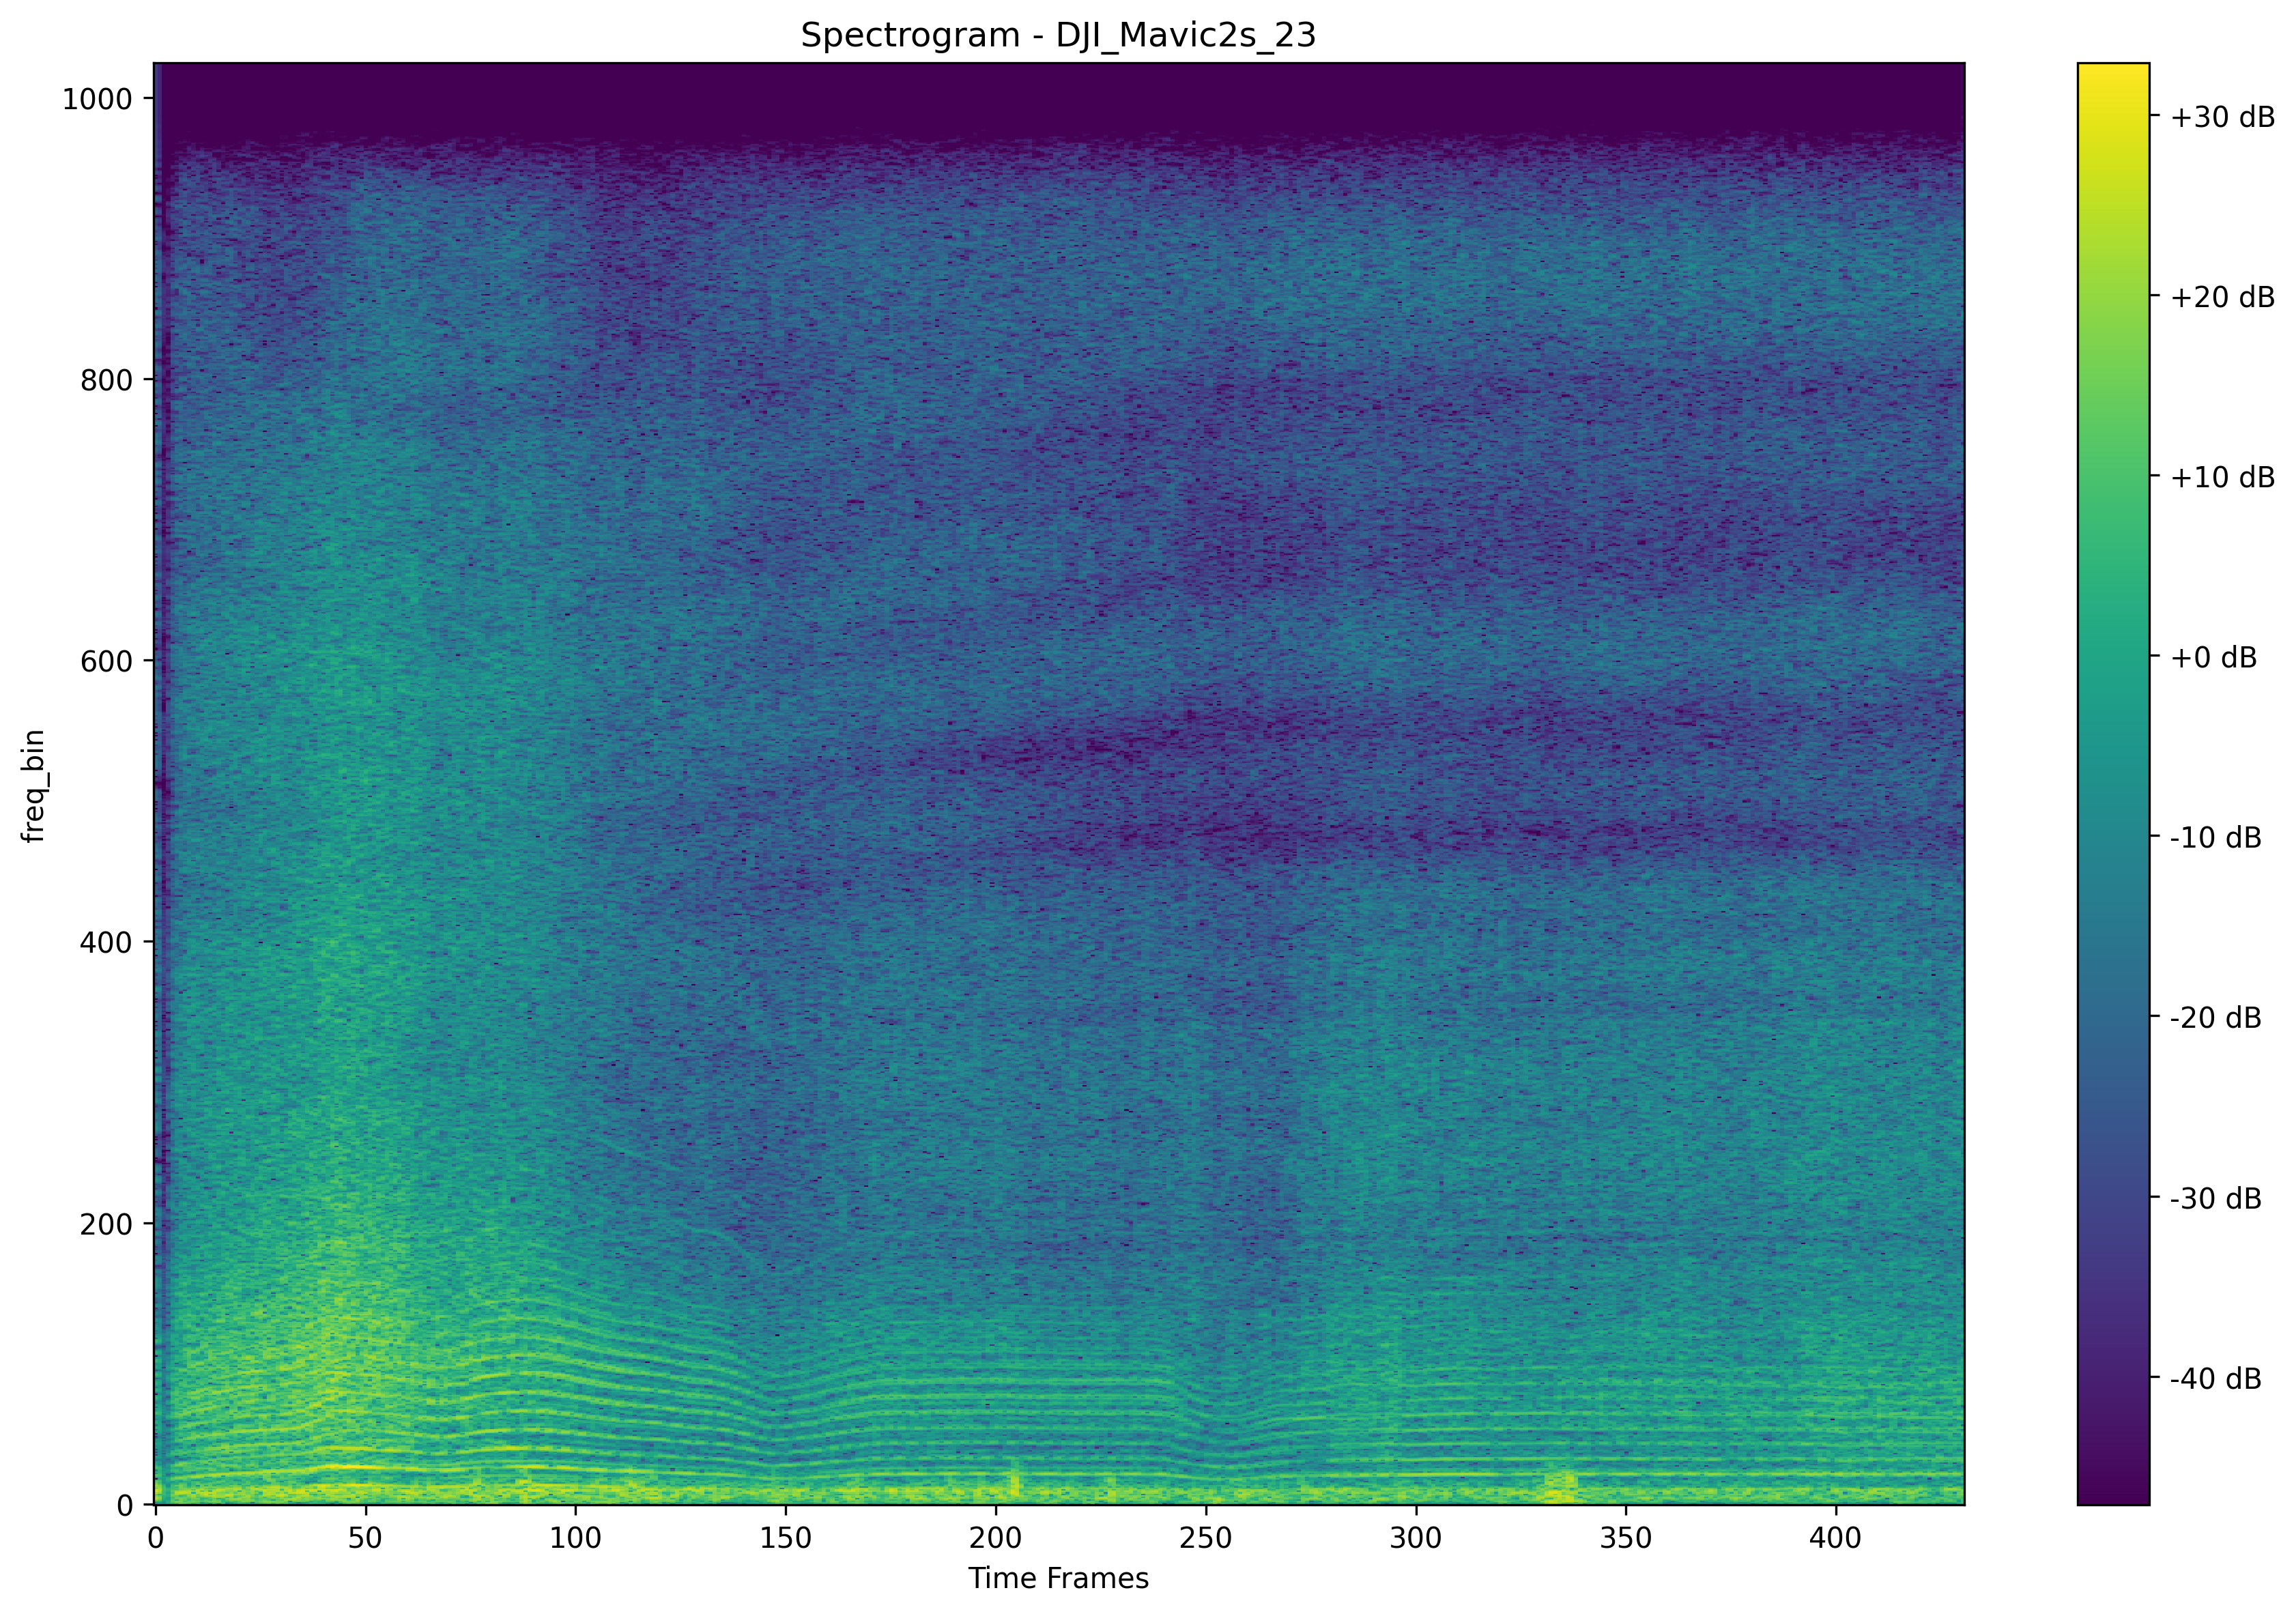 Spectrogram - DJI_Mavic2s_23
1000
800
600
400
200
0
freq_bin
0 50 100 150 200 250 300 350 400
Time Frames
+30 dB
+20 dB
+10 dB
+0 dB
-10 dB
-20 dB
-30 dB
-40 dB